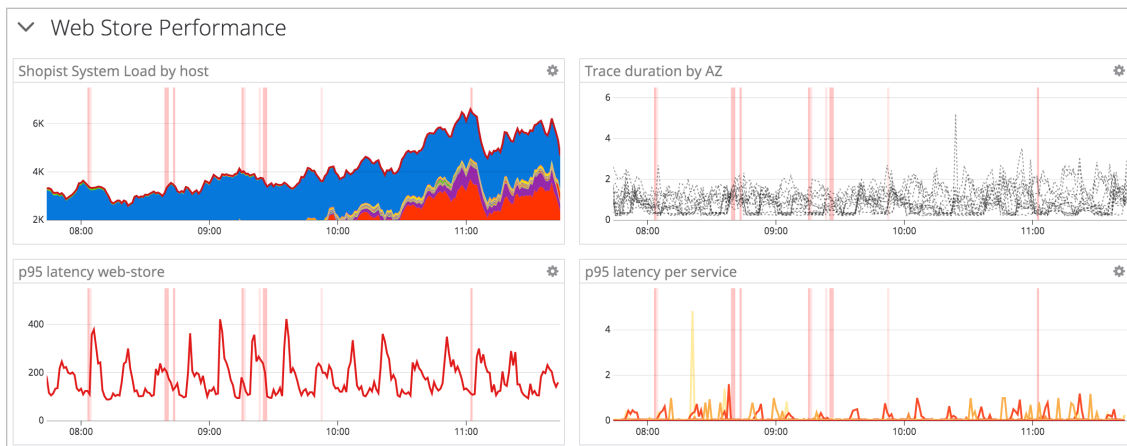 Web Store Performance
Shopist System Load by host
6K
4K
2K
08:00 09:00 10:00 11:00
Trace duration by AZ
6
4
2
0
08:00 09:00 10:00 11:00
p95 latency web-store
400
200
0
08:00 09:00 10:00 11:00
p95 latency per service
4
2
0
08:00 09:00 10:00 11:00